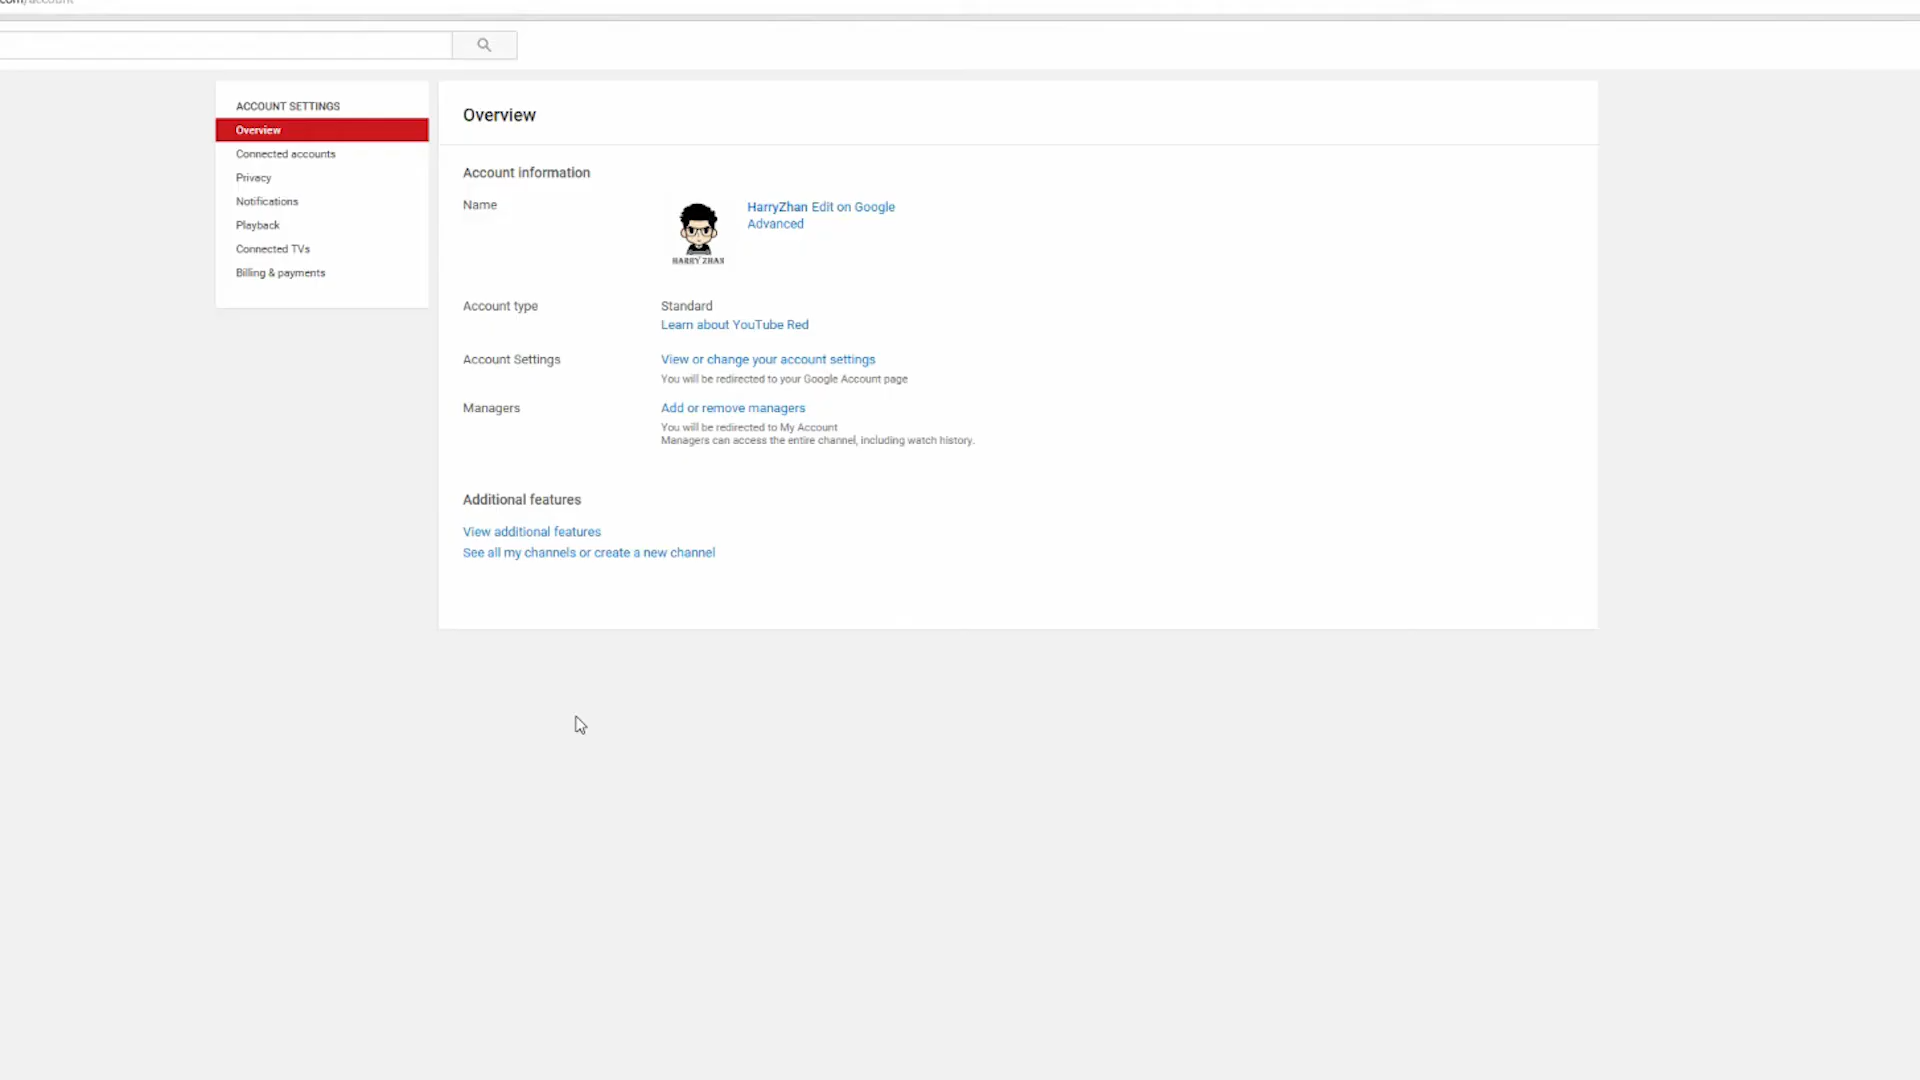 ACCOUNT SETTINGS
Overview
Connected accounts
Privacy
Notifications
Playback
Connected TVs
Billing & payments
Overview
Account information
Name
HARRY ZHAN
HarryZhan Edit on Google
Advanced
Account type
Standard
Learn about YouTube Red
Account Settings
View or change your account settings
You will be redirected to your Google Account page
Managers
Add or remove managers
You will be redirected to My Account
Managers can access the entire channel, including watch history.
Additional features
View additional features
See all my channels or create a new channel